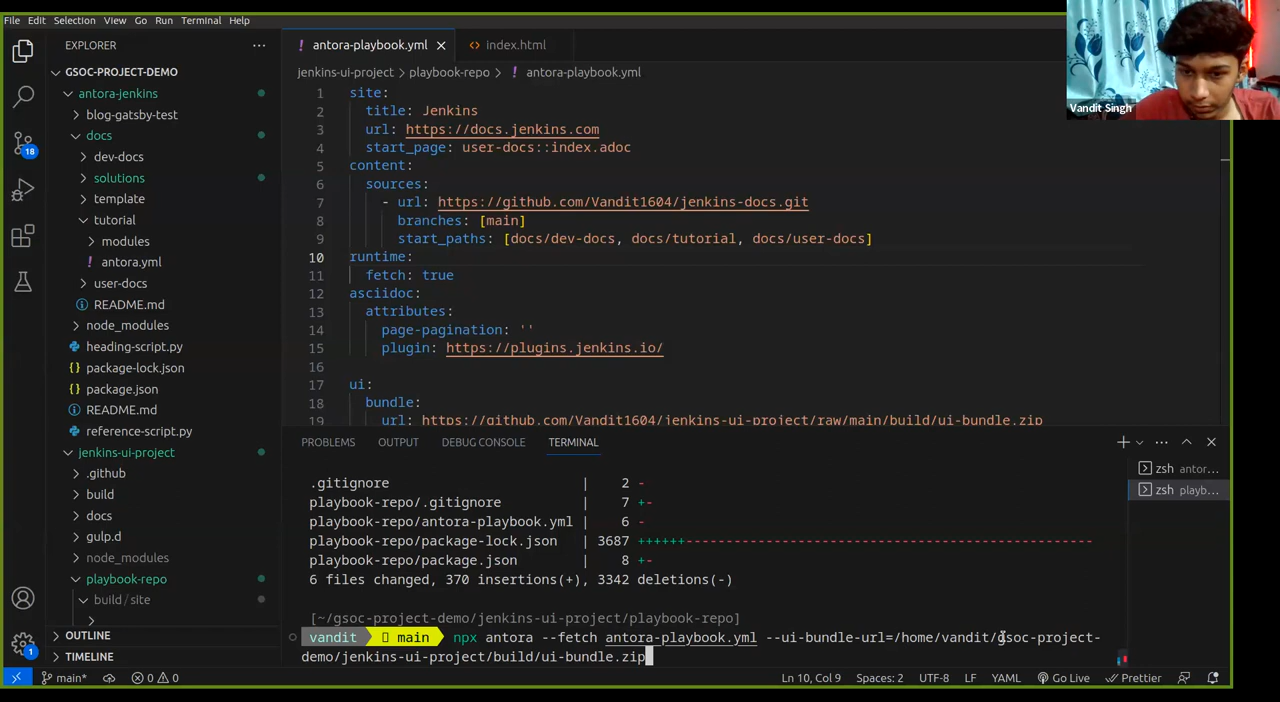 File Edit Selection View Go Run Terminal Help
EXPLORER
GSOC-PROJECT-DEMO
antora-jenkins
blog-gatsby-test
docs
dev-docs
solutions
template
tutorial
modules
! antora.yml
user-docs
README.md
node_modules
heading-script.py
package-lock.json
package.json
README.md
reference-script.py
jenkins-ui-project
.github
build
docs
gulp.d
node_modules
playbook-repo
build/site
OUTLINE
TIMELINE
18
1
! antora-playbook.yml
index.html
jenkins-ui-project > playbook-repo > ! antora-playbook.yml
1 site:
2 title: Jenkins
3 url: https://docs.jenkins.com
4 start_page: user-docs::index.adoc
5 content:
6 sources:
7 - url: https://github.com/Vandit1604/jenkins-docs.git
8 branches: [main]
9 start_paths: [docs/dev-docs, docs/tutorial, docs/user-docs]
10 runtime:
11 fetch: true
12 asciidoc:
13 attributes:
14 page-pagination: ''
15 plugin: https://plugins.jenkins.io/
16
17 ui:
18 bundle:
19 url: https://github.com/Vandit1604/jenkins-ui-project/raw/main/build/ui-bundle.zip
Vandit Singh
PROBLEMS OUTPUT DEBUG CONSOLE TERMINAL
zsh antor...
zsh playb...
.gitignore | 2 -
playbook-repo/.gitignore | 7 +-
playbook-repo/antora-playbook.yml | 6 -
playbook-repo/package-lock.json | 3687 ++++++---------------------------------------------------
playbook-repo/package.json | 8 +-
6 files changed, 370 insertions(+), 3342 deletions(-)
[~/gsoc-project-demo/jenkins-ui-project/playbook-repo]
vandit main npx antora --fetch antora-playbook.yml --ui-bundle-url=/home/vandit/gsoc-project-
demo/jenkins-ui-project/build/ui-bundle.zip
main* 0 0 Ln 10, Col 9 Spaces: 2 UTF-8 LF YAML Go Live Prettier